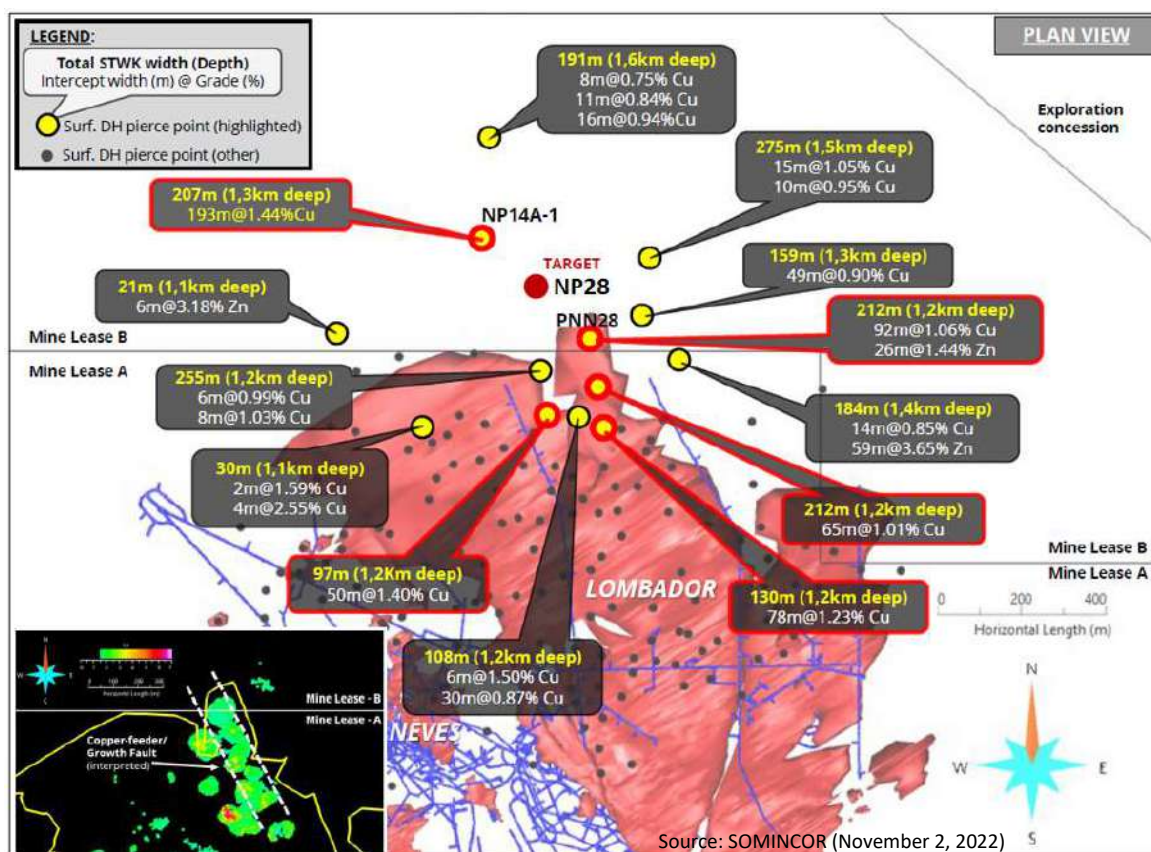 LEGEND:
Total STWK width (Depth)
Intercept width (m) @ Grade (%)
Surf. DH pierce point (highlighted)
Surf. DH pierce point (other)
PLAN VIEW
Exploration
concession
191m (1,6km deep)
8m@0.75% Cu
11m@0.84% Cu
16m@0.94%Cu
275m (1,5km deep)
15m@1.05% Cu
10m@0.95% Cu
207m (1,3km deep)
193m@1.44%Cu
NP14A-1
TARGET
NP28
PNN28
159m (1,3km deep)
49m@0.90% Cu
21m (1,1km deep)
6m@3.18% Zn
212m (1,2km deep)
92m@1.06% Cu
26m@1.44% Zn
Mine Lease B
Mine Lease A
255m (1,2km deep)
6m@0.99% Cu
8m@1.03% Cu
184m (1,4km deep)
14m@0.85% Cu
59m@3.65% Zn
30m (1,1km deep)
2m@1.59% Cu
4m@2.55% Cu
212m (1,2km deep)
65m@1.01% Cu
Mine Lease B
Mine Lease A
97m (1,2Km deep)
50m@1.40% Cu
LOMBADOR
130m (1,2km deep)
78m@1.23% Cu
0 200 400
Horizontal Length (m)
108m (1,2km deep)
6m@1.50% Cu
30m@0.87% Cu
NEVES
N
W E
S
Mine Lease - B
Mine Lease - A
Copper-feeder/
Growth Fault
(interpreted)
N
W E
Horizontal Length (m)
Source: SOMINCOR (November 2, 2022)